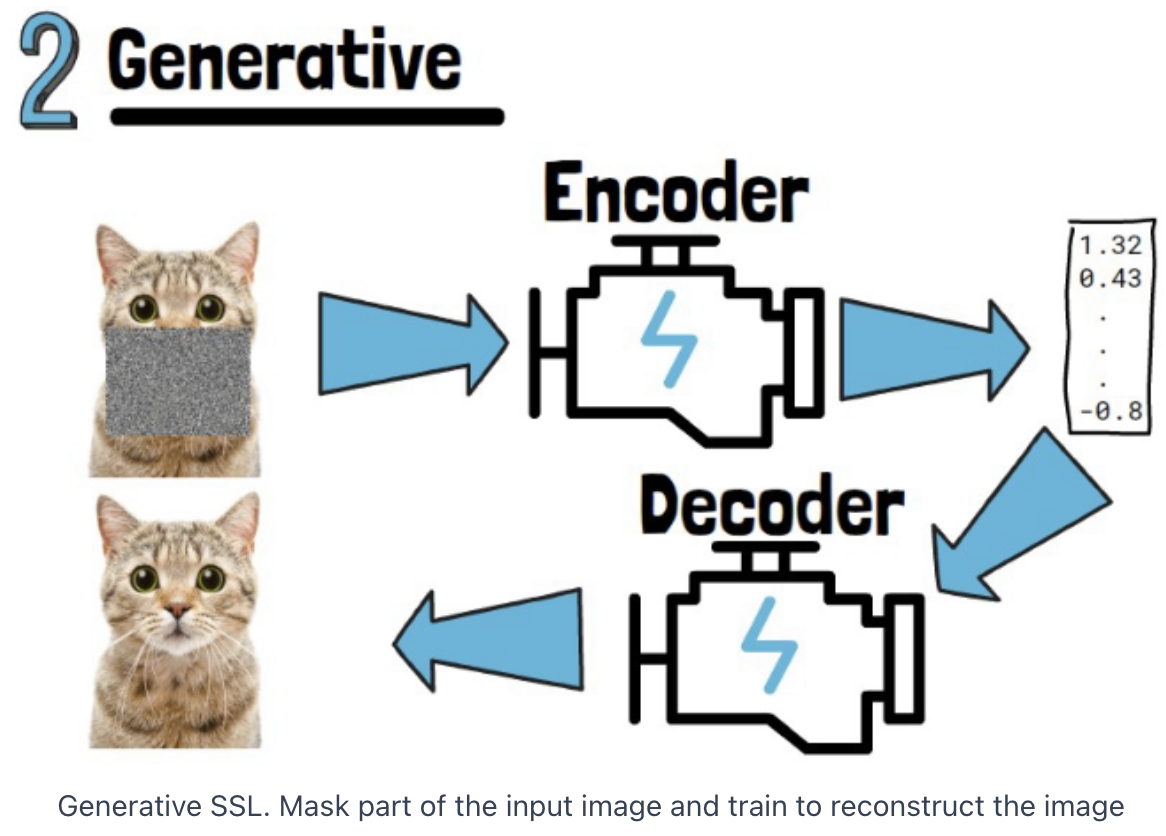 2 Generative
Encoder
1.32
0.43
.
.
.
-0.8
Decoder
Generative SSL. Mask part of the input image and train to reconstruct the image